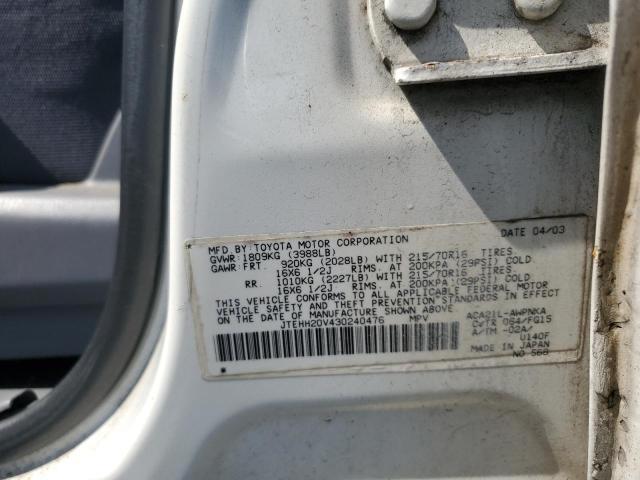 MFD.BY: TOYOTA MOTOR CORPORATION DATE 04/03
GVWR: 1809KG (3988LB)
GAWR: FRT. 920KG (2028LB) WITH 215/70R16 TIRES
16X6 1/2J RIMS. AT 200KPA (29PSI) COLD
RR. 1010KG (2227LB) WITH 215/70R16 TIRES
16X6 1/2J RIMS. AT 200KPA (29PSI) COLD
THIS VEHICLE CONFORMS TO ALL APPLICABLE FEDERAL MOTOR
VEHICLE SAFETY AND THEFT PREVENTION STANDARDS IN EFFECT
ON THE DATE OF MANUFACTURE SHOWN ABOVE.
JTEHH20V430240476 MPV
ACA21L-AWPNKA
C/TR 064/FG15
A/TM -02A/
U140F
MADE IN JAPAN
NO 568